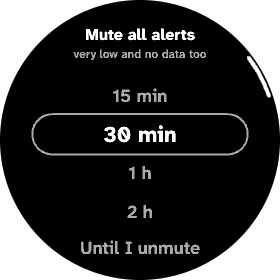 Mute all alerts
very low and no data too
15 min
30 min
1 h
2 h
Until I unmute